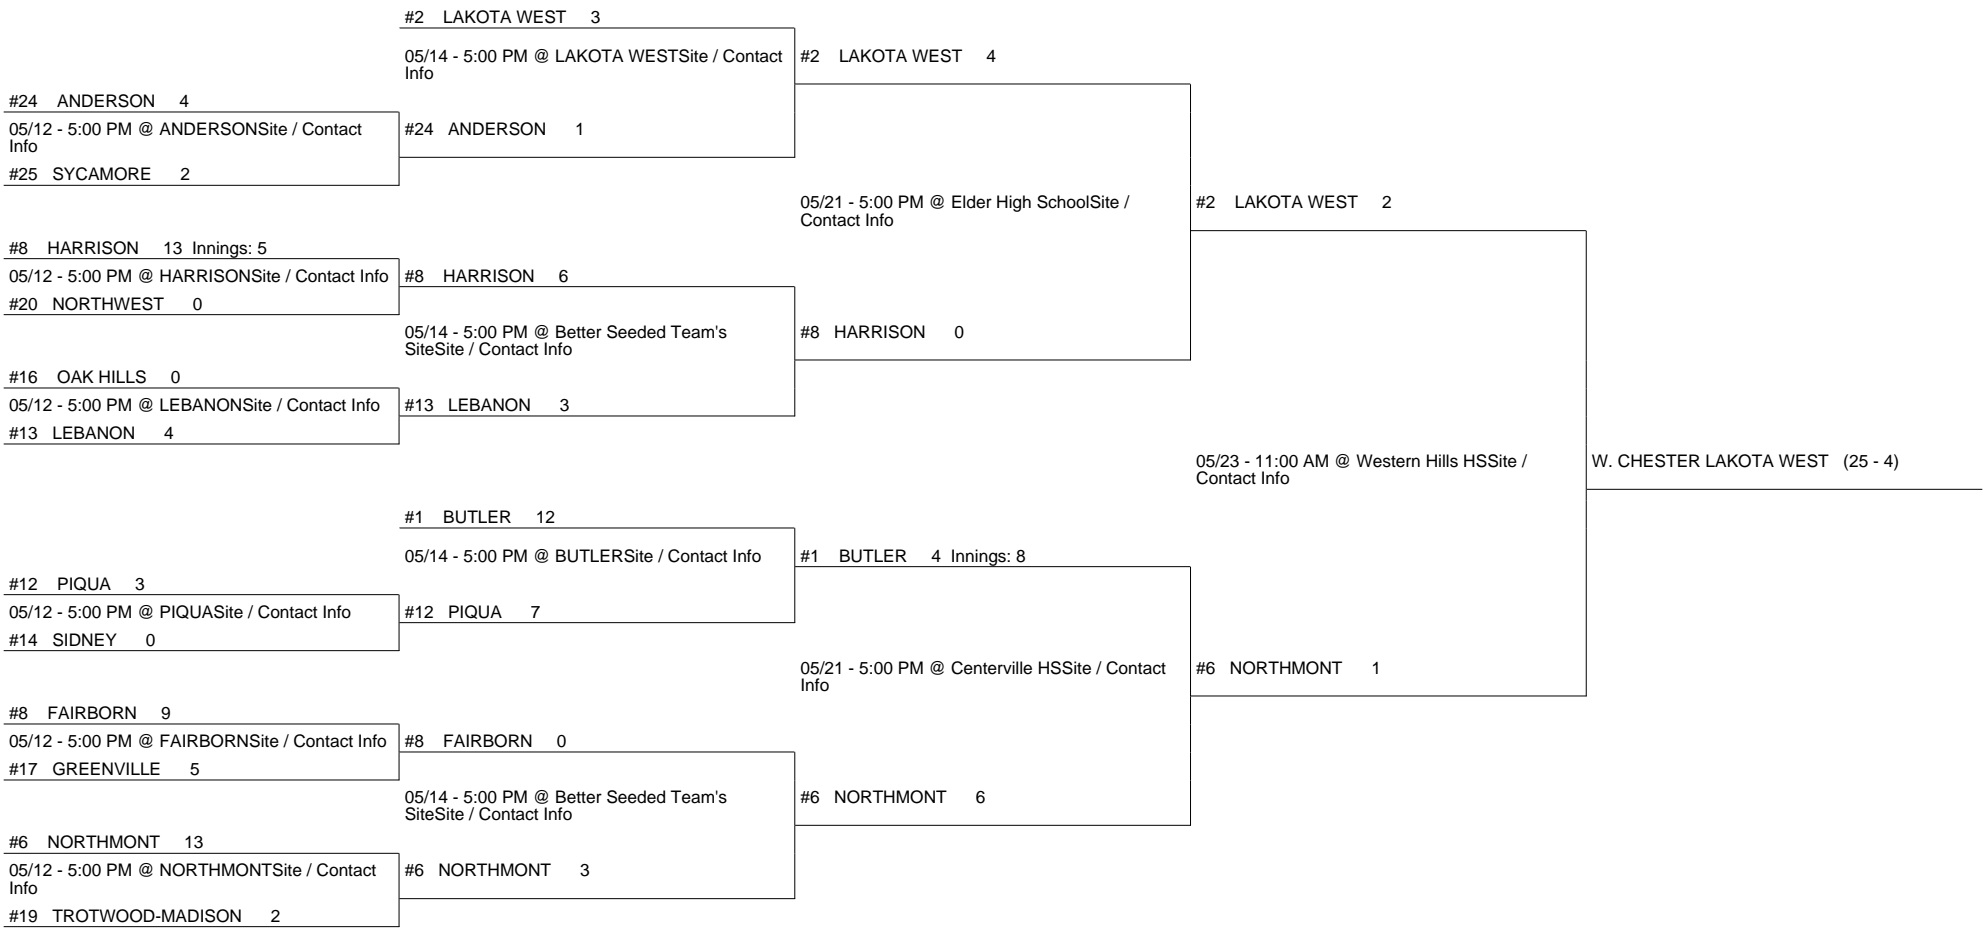 #2 LAKOTA WEST 3
05/14 - 5:00 PM @ LAKOTA WESTSite / Contact
Info
#2 LAKOTA WEST 4
#24 ANDERSON 4
05/12 - 5:00 PM @ ANDERSONSite / Contact
Info
#24 ANDERSON 1
#25 SYCAMORE 2
05/21 - 5:00 PM @ Elder High SchoolSite /
Contact Info
#2 LAKOTA WEST 2
#8 HARRISON 13 Innings: 5
05/12 - 5:00 PM @ HARRISONSite / Contact Info
#8 HARRISON 6
#20 NORTHWEST 0
05/14 - 5:00 PM @ Better Seeded Team's
SiteSite / Contact Info
#8 HARRISON 0
#16 OAK HILLS 0
05/12 - 5:00 PM @ LEBANONSite / Contact Info
#13 LEBANON 3
#13 LEBANON 4
05/23 - 11:00 AM @ Western Hills HSSite /
Contact Info
W. CHESTER LAKOTA WEST (25 - 4)
#1 BUTLER 12
05/14 - 5:00 PM @ BUTLERSite / Contact Info
#1 BUTLER 4 Innings: 8
#12 PIQUA 3
05/12 - 5:00 PM @ PIQUASite / Contact Info
#12 PIQUA 7
#14 SIDNEY 0
05/21 - 5:00 PM @ Centerville HSSite / Contact
Info
#6 NORTHMONT 1
#8 FAIRBORN 9
05/12 - 5:00 PM @ FAIRBORNSite / Contact Info
#8 FAIRBORN 0
#17 GREENVILLE 5
05/14 - 5:00 PM @ Better Seeded Team's
SiteSite / Contact Info
#6 NORTHMONT 6
#6 NORTHMONT 13
05/12 - 5:00 PM @ NORTHMONTSite / Contact
Info
#6 NORTHMONT 3
#19 TROTWOOD-MADISON 2